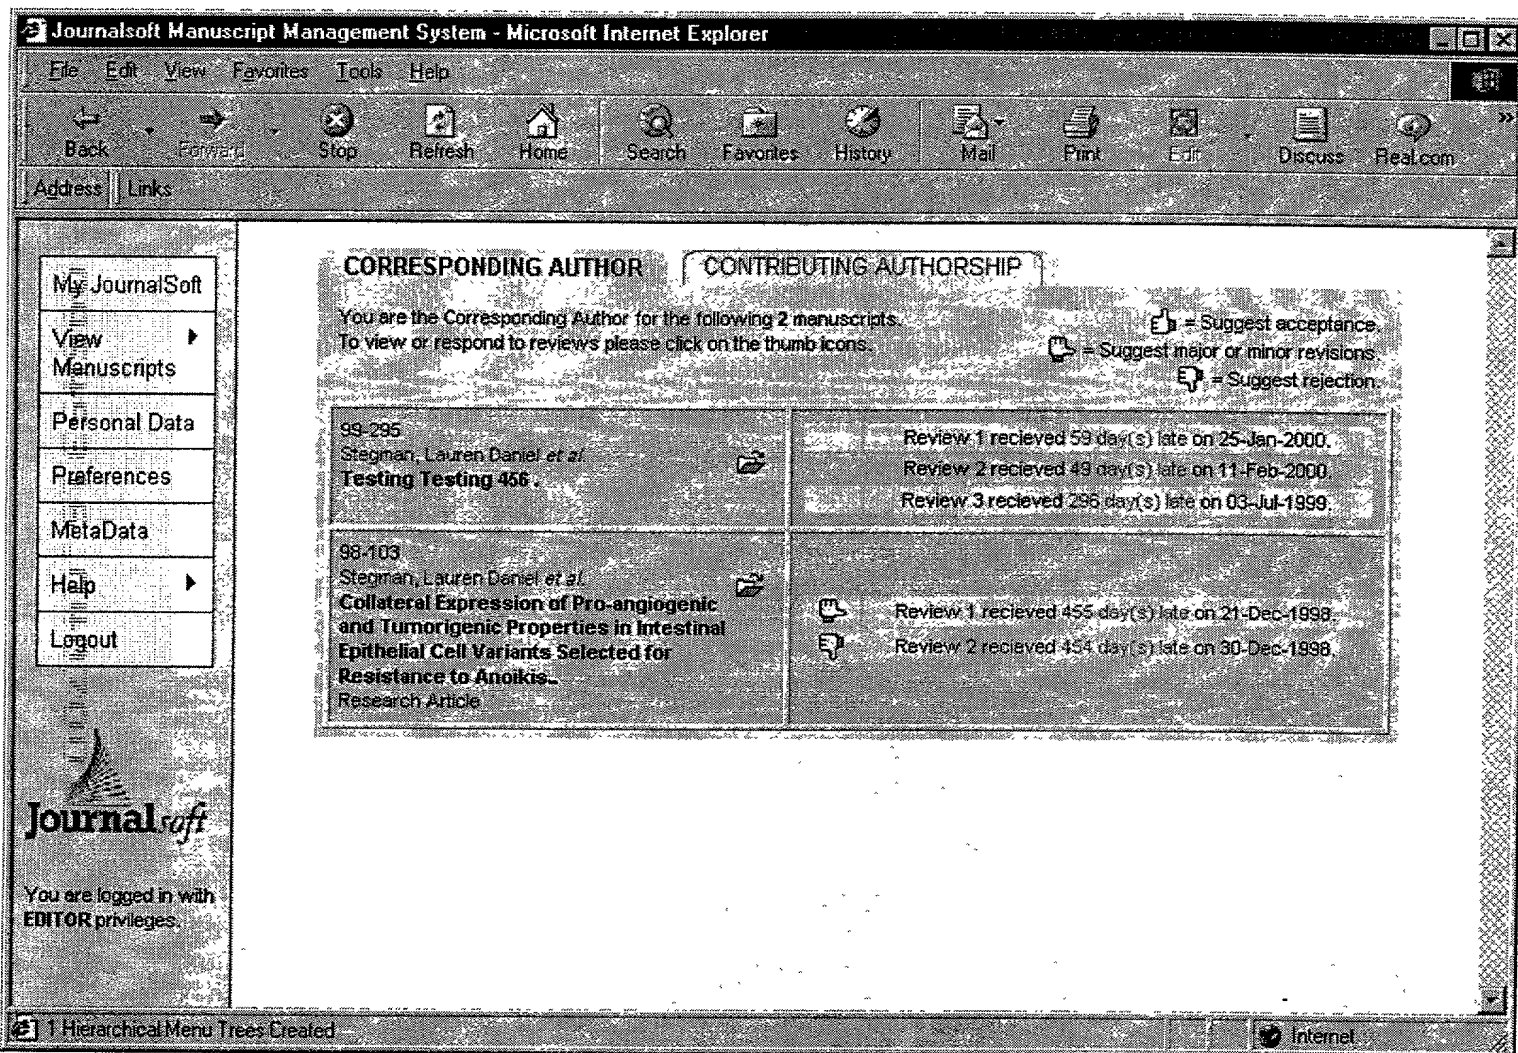 Journalsoft Manuscript Management System - Microsoft Internet Explorer
File Edit View Favorites Tools Help
Back Forward Stop Refresh Home Search Favorites History Mail Print Edit Discuss Real.com
Address Links
My JournalSoft
View
Manuscripts
Personal Data
Preferences
MetaData
Help
Logout
Journalsoft
You are logged in with
EDITOR privileges.
CORRESPONDING AUTHOR CONTRIBUTING AUTHORSHIP
You are the Corresponding Author for the following 2 manuscripts.
To view or respond to reviews please click on the thumb icons.
= Suggest acceptance.
= Suggest major or minor revisions.
= Suggest rejection.
99-295
Stegman, Lauren Daniel et al.
Testing Testing 456 .
Review 1 recieved 59 day(s) late on 25-Jan-2000.
Review 2 recieved 49 day(s) late on 11-Feb-2000.
Review 3 recieved 296 day(s) late on 03-Jul-1999.
98-103
Stegman, Lauren Daniel et al.
Collateral Expression of Pro-angiogenic
and Tumorigenic Properties in Intestinal
Epithelial Cell Variants Selected for
Resistance to Anoikis..
Research Article
Review 1 recieved 455 day(s) late on 21-Dec-1998.
Review 2 recieved 454 day(s) late on 30-Dec-1998.
1 Hierarchical Menu Trees Created
Internet